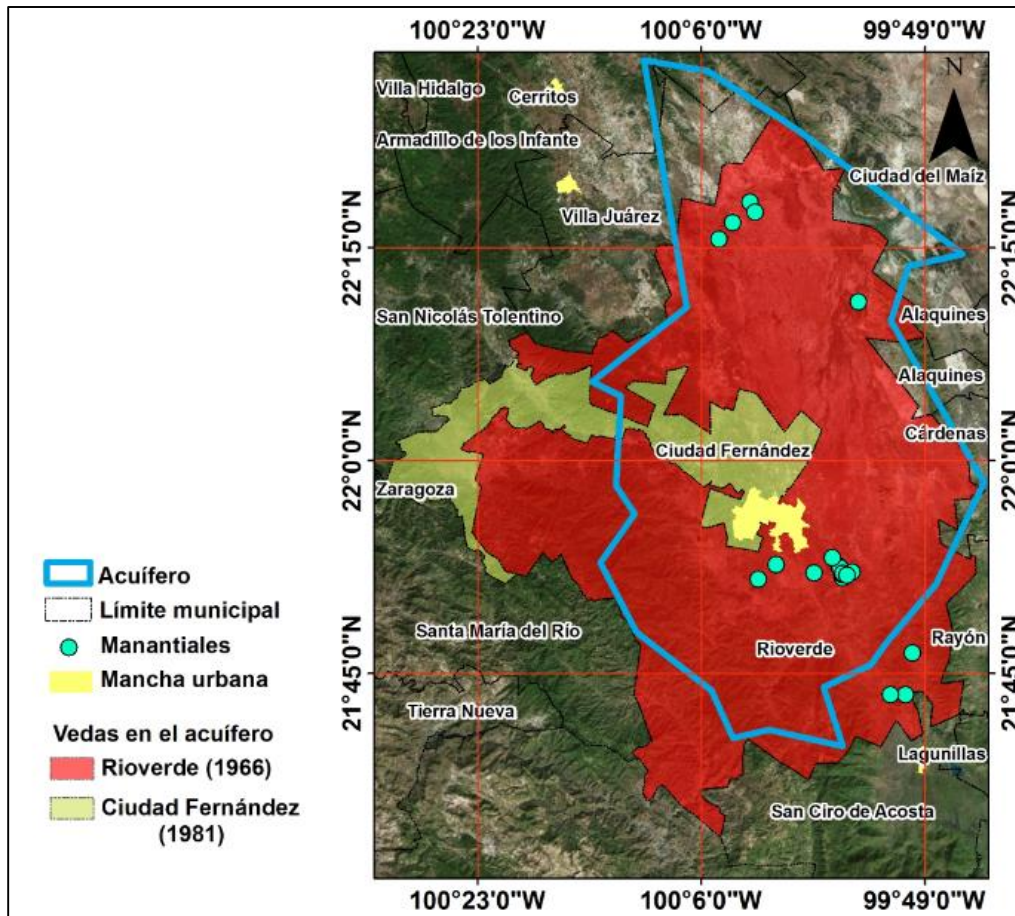 100°23'0"W 100°6'0"W 99°49'0"W
N
Villa Hidalgo
Cerritos
Armadillo de los Infante
Ciudad del Maíz
Villa Juárez
22°15'0"N 22°15'0"N
San Nicolás Tolentino
Alaquines
Alaquines
Cárdenas
Ciudad Fernández
22°0'0"N 22°0'0"N
Zaragoza
Santa María del Río
Rioverde
Rayón
21°45'0"N 21°45'0"N
Tierra Nueva
Lagunillas
San Ciro de Acosta
100°23'0"W 100°6'0"W 99°49'0"W
Acuífero
Límite municipal
Manantiales
Mancha urbana
Vedas en el acuífero
Rioverde (1966)
Ciudad Fernández
(1981)